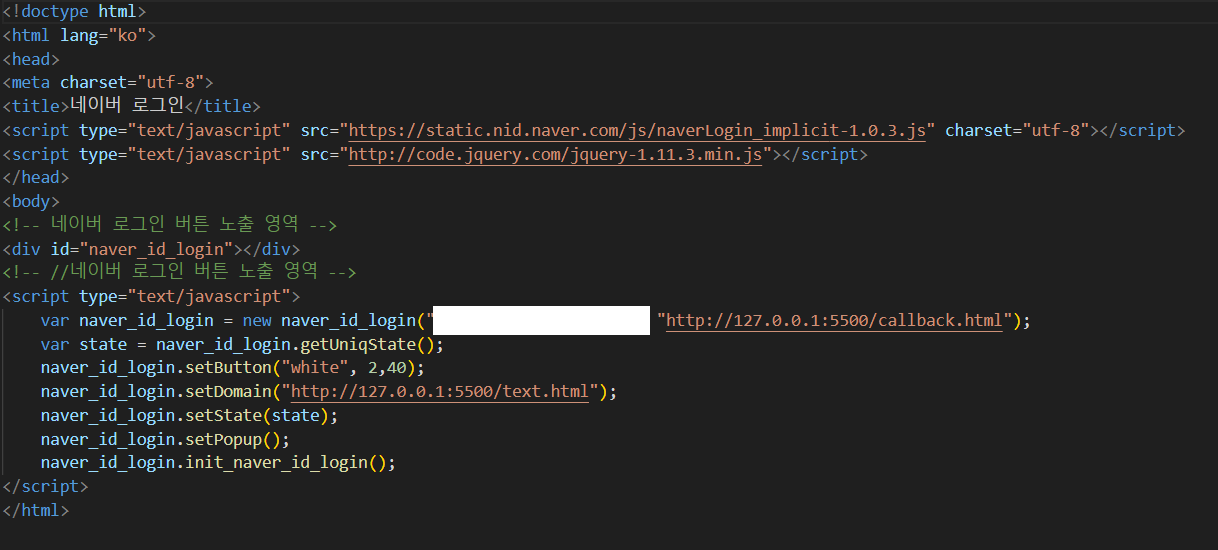 <!doctype html>
<html lang="ko">
<head>
<meta charset="utf-8">
<title>네이버 로그인</title>
<script type="text/javascript" src="https://static.nid.naver.com/js/naverLogin_implicit-1.0.3.js" charset="utf-8"></script>
<script type="text/javascript" src="http://code.jquery.com/jquery-1.11.3.min.js"></script>
</head>
<body>
<!-- 네이버 로그인 버튼 노출 영역 -->
<div id="naver_id_login"></div>
<!-- //네이버 로그인 버튼 노출 영역 -->
<script type="text/javascript">
var naver_id_login = new naver_id_login(" "http://127.0.0.1:5500/callback.html");
var state = naver_id_login.getUniqState();
naver_id_login.setButton("white", 2,40);
naver_id_login.setDomain("http://127.0.0.1:5500/text.html");
naver_id_login.setState(state);
naver_id_login.setPopup();
naver_id_login.init_naver_id_login();
</script>
</html>